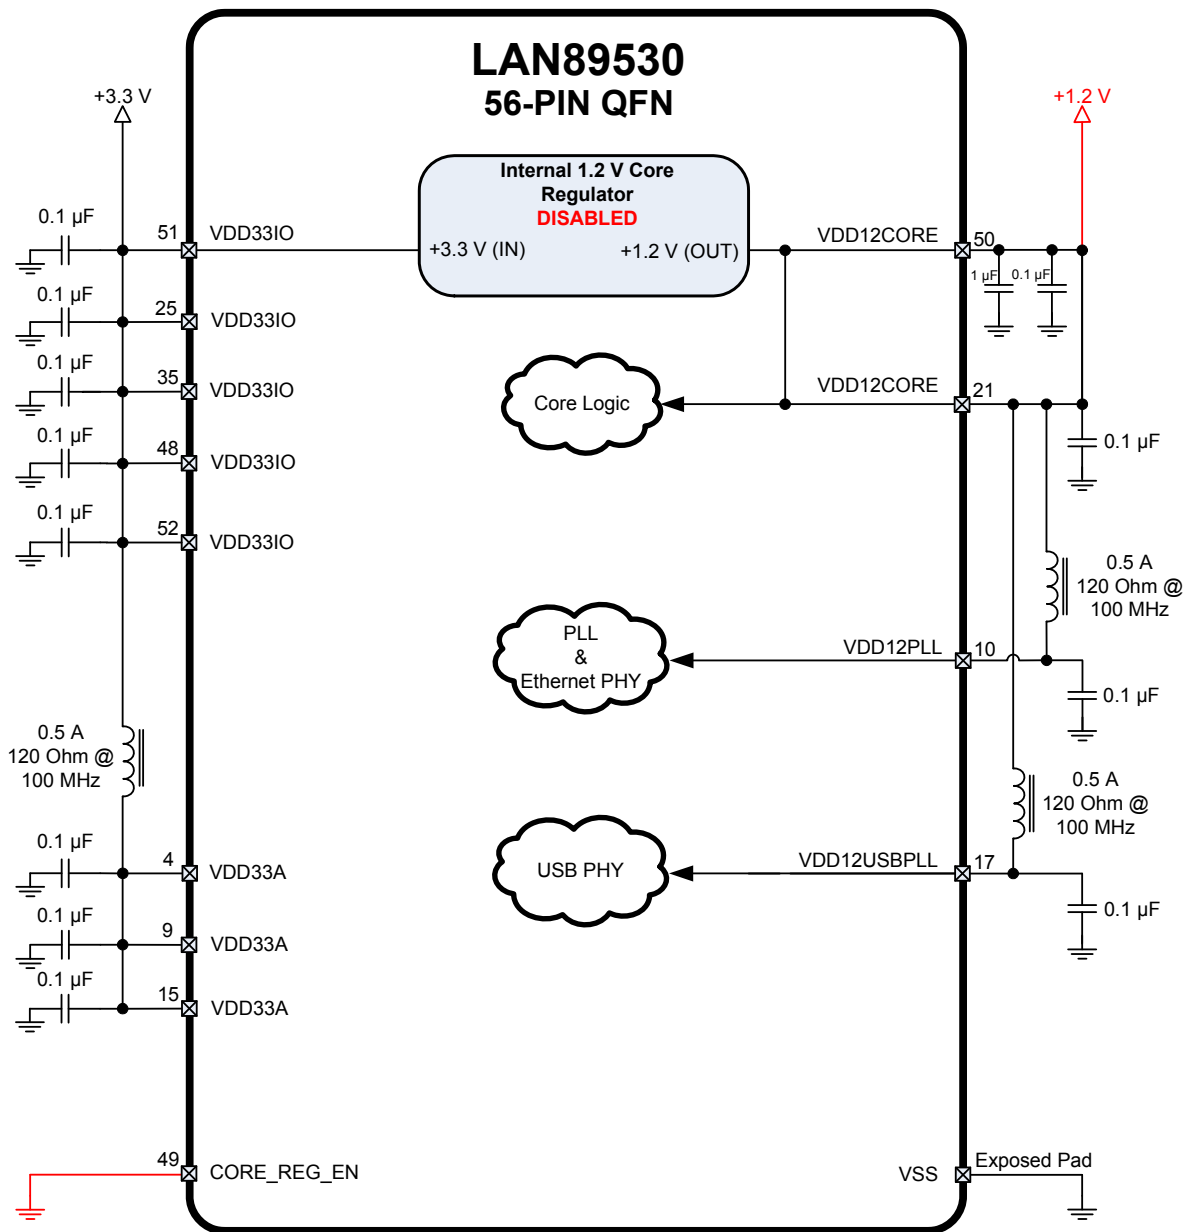 LAN89530
56-PIN QFN
+3.3 V
+1.2 V
Internal 1.2 V Core
Regulator
DISABLED
+3.3 V (IN)
+1.2 V (OUT)
0.1 µF
51
VDD33IO
VDD12CORE
50
1 µF
0.1 µF
0.1 µF
25
VDD33IO
0.1 µF
35
VDD33IO
Core Logic
VDD12CORE
21
0.1 µF
0.1 µF
48
VDD33IO
0.1 µF
52
VDD33IO
0.5 A
120 Ohm @
100 MHz
PLL
&
Ethernet PHY
VDD12PLL
10
0.1 µF
0.5 A
120 Ohm @
100 MHz
0.5 A
120 Ohm @
100 MHz
0.1 µF
4
VDD33A
USB PHY
VDD12USBPLL
17
0.1 µF
0.1 µF
9
VDD33A
0.1 µF
15
VDD33A
49
CORE_REG_EN
VSS
Exposed Pad